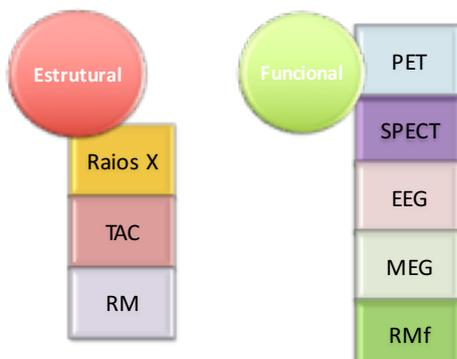 Estrutural
Raios X
TAC
RM
Funcional
PET
SPECT
EEG
MEG
RMf